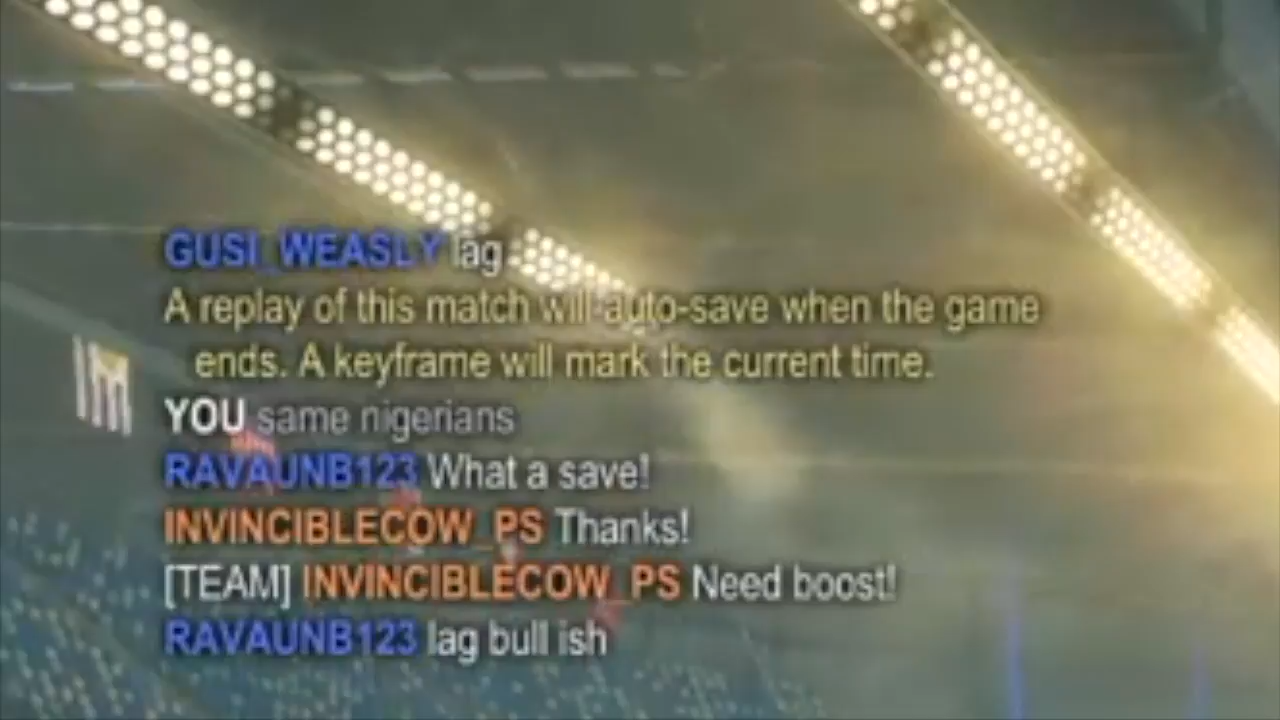 GUSI_WEASLY lag
A replay of this match will auto-save when the game
ends. A keyframe will mark the current time.
YOU same nigerians
RAVAUNB123 What a save!
INVINCIBLECOW_PS Thanks!
[TEAM] INVINCIBLECOW_PS Need boost!
RAVAUNB123 lag bull ish